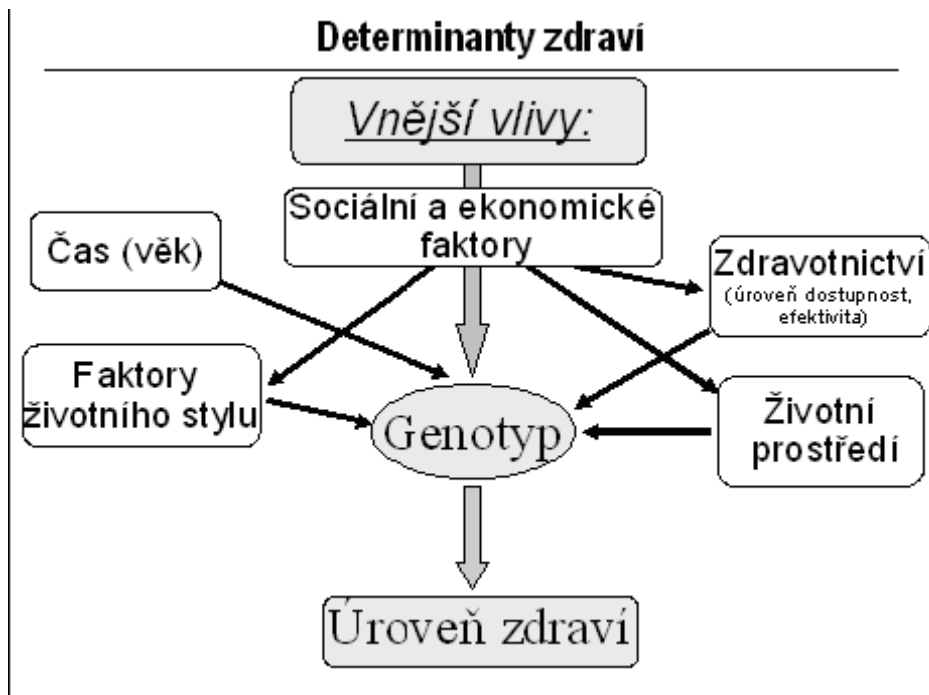 Determinanty zdraví
Vnější vlivy:
Sociální a ekonomické
faktory
Čas (věk)
Zdravotnictví
(úroveň dostupnost,
efektivita)
Faktory
životního stylu
Genotyp
Životní
prostředí
Úroveň zdraví